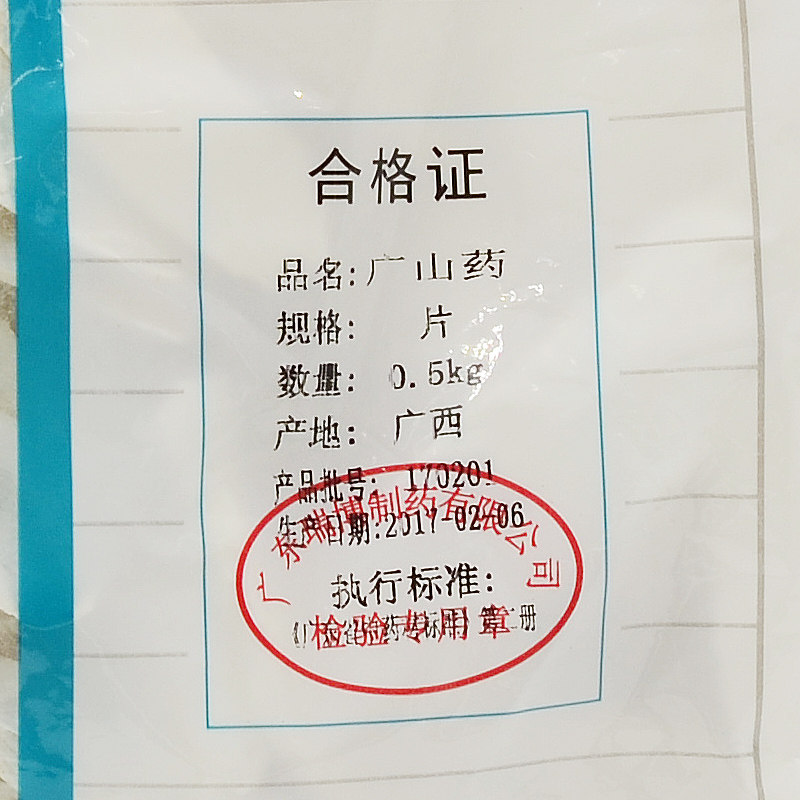 合格证
品名:广山药
规格: 片
数量: 0.5kg
产地: 广西
产品批号: 170201
生产日期:2017-02-06
执行标准:
广东瑞博制药有限公司
检验专用章